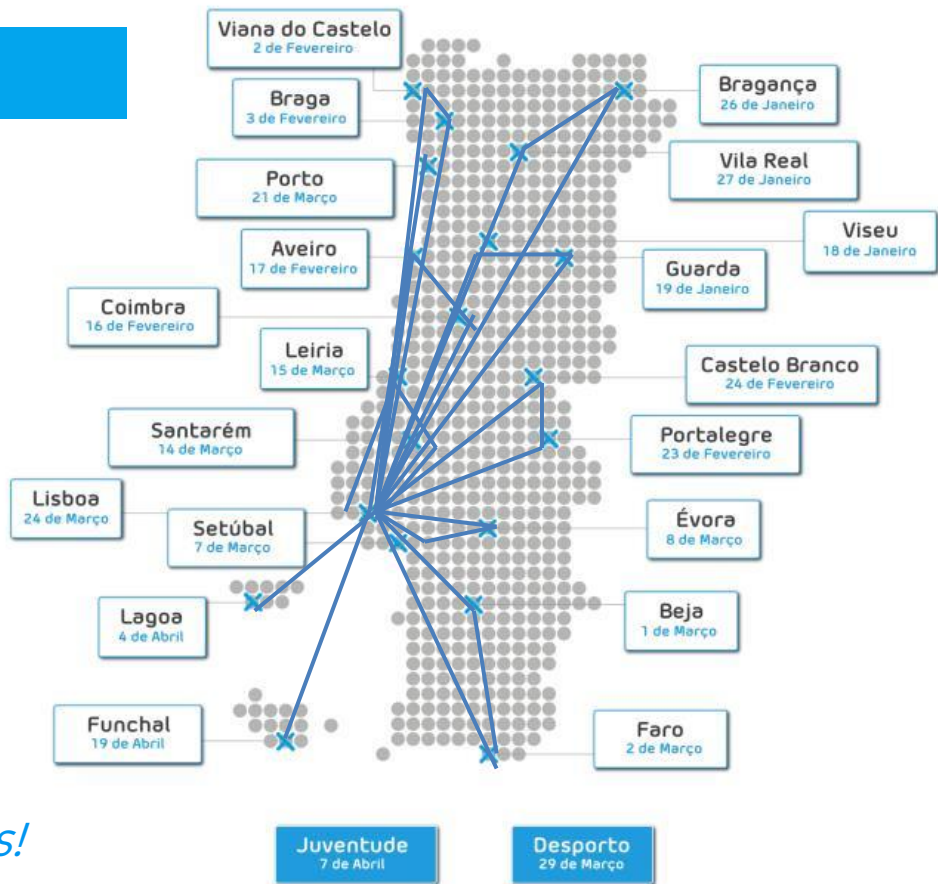 Viana do Castelo
2 de Fevereiro
Braga
3 de Fevereiro
Bragança
26 de Janeiro
Porto
21 de Março
Vila Real
27 de Janeiro
Aveiro
17 de Fevereiro
Viseu
18 de Janeiro
Guarda
19 de Janeiro
Coimbra
16 de Fevereiro
Leiria
15 de Março
Castelo Branco
24 de Fevereiro
Santarém
14 de Março
Portalegre
23 de Fevereiro
Lisboa
24 de Março
Setúbal
7 de Março
Évora
8 de Março
Lagoa
4 de Abril
Beja
1 de Março
Funchal
19 de Abril
Faro
2 de Março
s!
Juventude
7 de Abril
Desporto
29 de Março